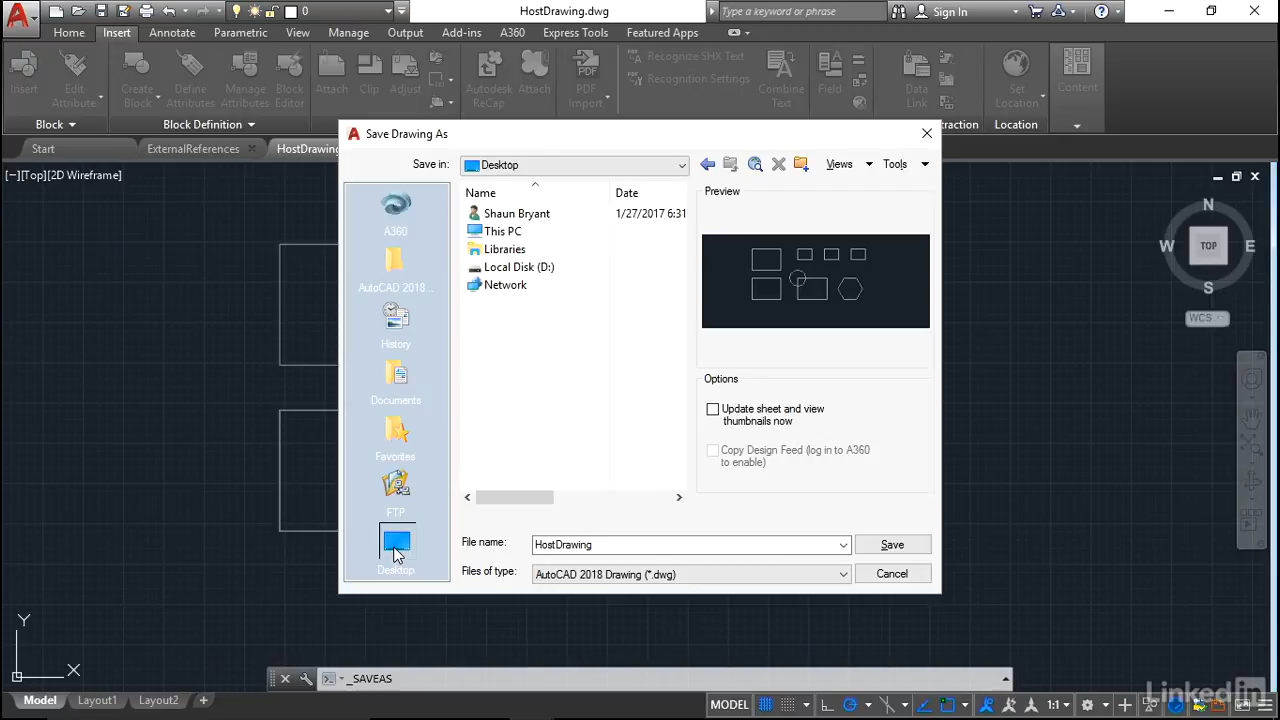 0
HostDrawing.dwg
Type a keyword or phrase
Sign In
Home
Insert
Annotate
Parametric
View
Manage
Output
Add-ins
A360
Express Tools
Featured Apps
Insert
Edit
Attribute
Create
Block
Define
Attributes
Manage
Attributes
Block
Editor
Attach
Clip
Adjust
Autodesk
ReCap
Attach
PDF
Import
Recognize SHX Text
Recognition Settings
Combine
Text
Field
Data
Link
Set
Location
Content
Block
Block Definition
raction
Location
Start
ExternalReferences
HostDrawing
[−][Top][2D Wireframe]
Save Drawing As
Save in:
Desktop
Views
Tools
A360
AutoCAD 2018...
History
Documents
Favorites
FTP
Desktop
Name
Date
Shaun Bryant
1/27/2017 6:31
This PC
Libraries
Local Disk (D:)
Network
Preview
Options
Update sheet and view
thumbnails now
Copy Design Feed (log in to A360
to enable)
File name:
HostDrawing
Save
Files of type:
AutoCAD 2018 Drawing (*.dwg)
Cancel
N
W
TOP
E
S
WCS
Y
X
_SAVEAS
Model
Layout1
Layout2
MODEL
1:1
LinkedIn